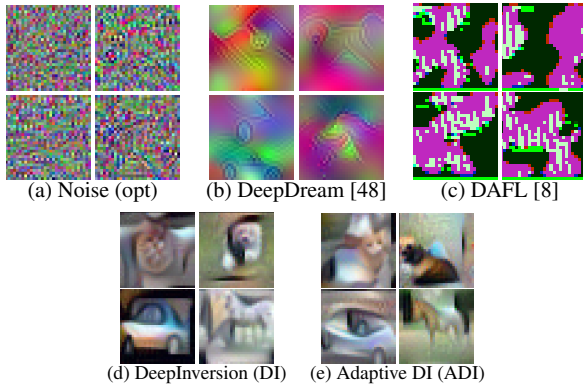 (a) Noise (opt) (b) DeepDream [48] (c) DAFL [8]
(d) DeepInversion (DI) (e) Adaptive DI (ADI)